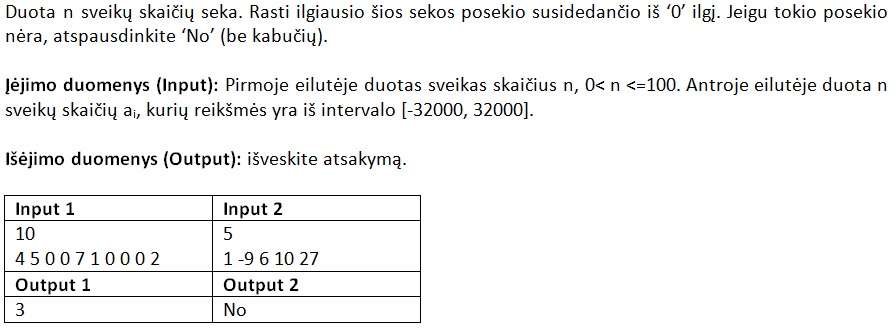 Duota n sveikų skaičių seka. Rasti ilgiausio šios sekos posekio susidedančio iš ‘0’ ilgį. Jeigu tokio posekio
nėra, atspausdinkite ‘No’ (be kabučių).
Įėjimo duomenys (Input): Pirmoje eilutėje duotas sveikas skaičius n, 0< n <=100. Antroje eilutėje duota n
sveikų skaičių aᵢ, kurių reikšmės yra iš intervalo [-32000, 32000].
Išėjimo duomenys (Output): išveskite atsakymą.
Input 1 Input 2
10 5
4 5 0 0 7 1 0 0 0 2 1 -9 6 10 27
Output 1 Output 2
3 No